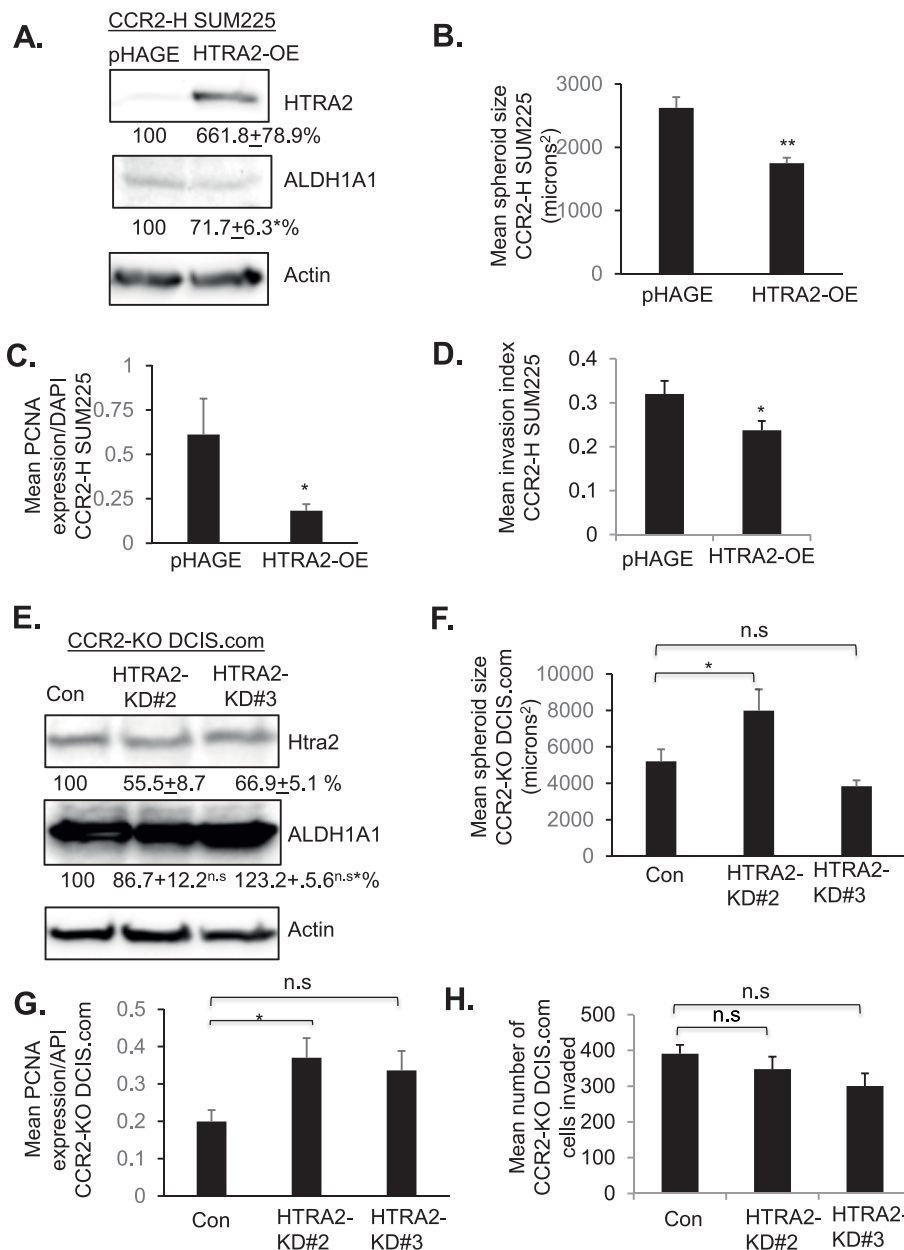 A.
CCR2-H SUM225
pHAGE HTRA2-OE
HTRA2
100 661.8±78.9%
ALDH1A1
100 71.7±6.3*%
Actin
B.
Mean spheroid size
CCR2-H SUM225
(microns²)
3000
2000
1000
0
**
pHAGE HTRA2-OE
C.
Mean PCNA
expression/DAPI
CCR2-H SUM225
1
0.75
0.5
0.25
0
*
pHAGE HTRA2-OE
D.
Mean invasion index
CCR2-H SUM225
0.4
0.3
0.2
0.1
0
*
pHAGE HTRA2-OE
E.
CCR2-KO DCIS.com
Con HTRA2-KD#2 HTRA2-KD#3
Htra2
100 55.5±8.7 66.9±5.1 %
ALDH1A1
100 86.7+12.2n.s 123.2+.5.6n.s*%
Actin
F.
Mean spheroid size
CCR2-KO DCIS.com
(microns²)
10000
8000
6000
4000
2000
0
n.s
*
Con HTRA2-KD#2 HTRA2-KD#3
G.
Mean PCNA
expression/API
CCR2-KO DCIS.com
0.5
0.4
0.3
0.2
0.1
0
n.s
*
Con HTRA2-KD#2 HTRA2-KD#3
H.
Mean number of
CCR2-KO DCIS.com
cells invaded
500
400
300
200
100
0
n.s
n.s
Con HTRA2-KD#2 HTRA2-KD#3